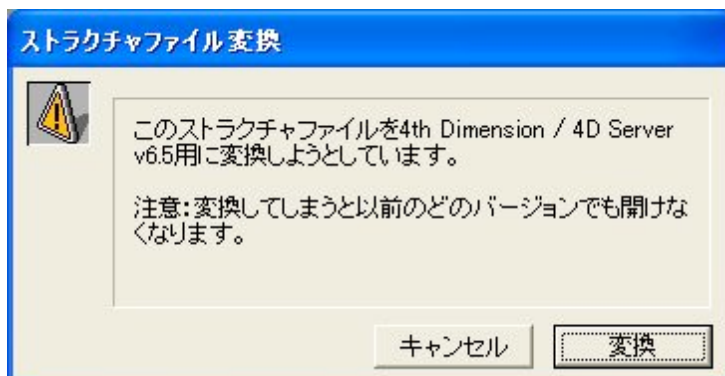 ストラクチャファイル変換
このストラクチャファイルを4th Dimension / 4D Server
v6.5用に変換しようとしています。
注意：変換してしまうと以前のどのバージョンでも開けな
くなります。
キャンセル
変換